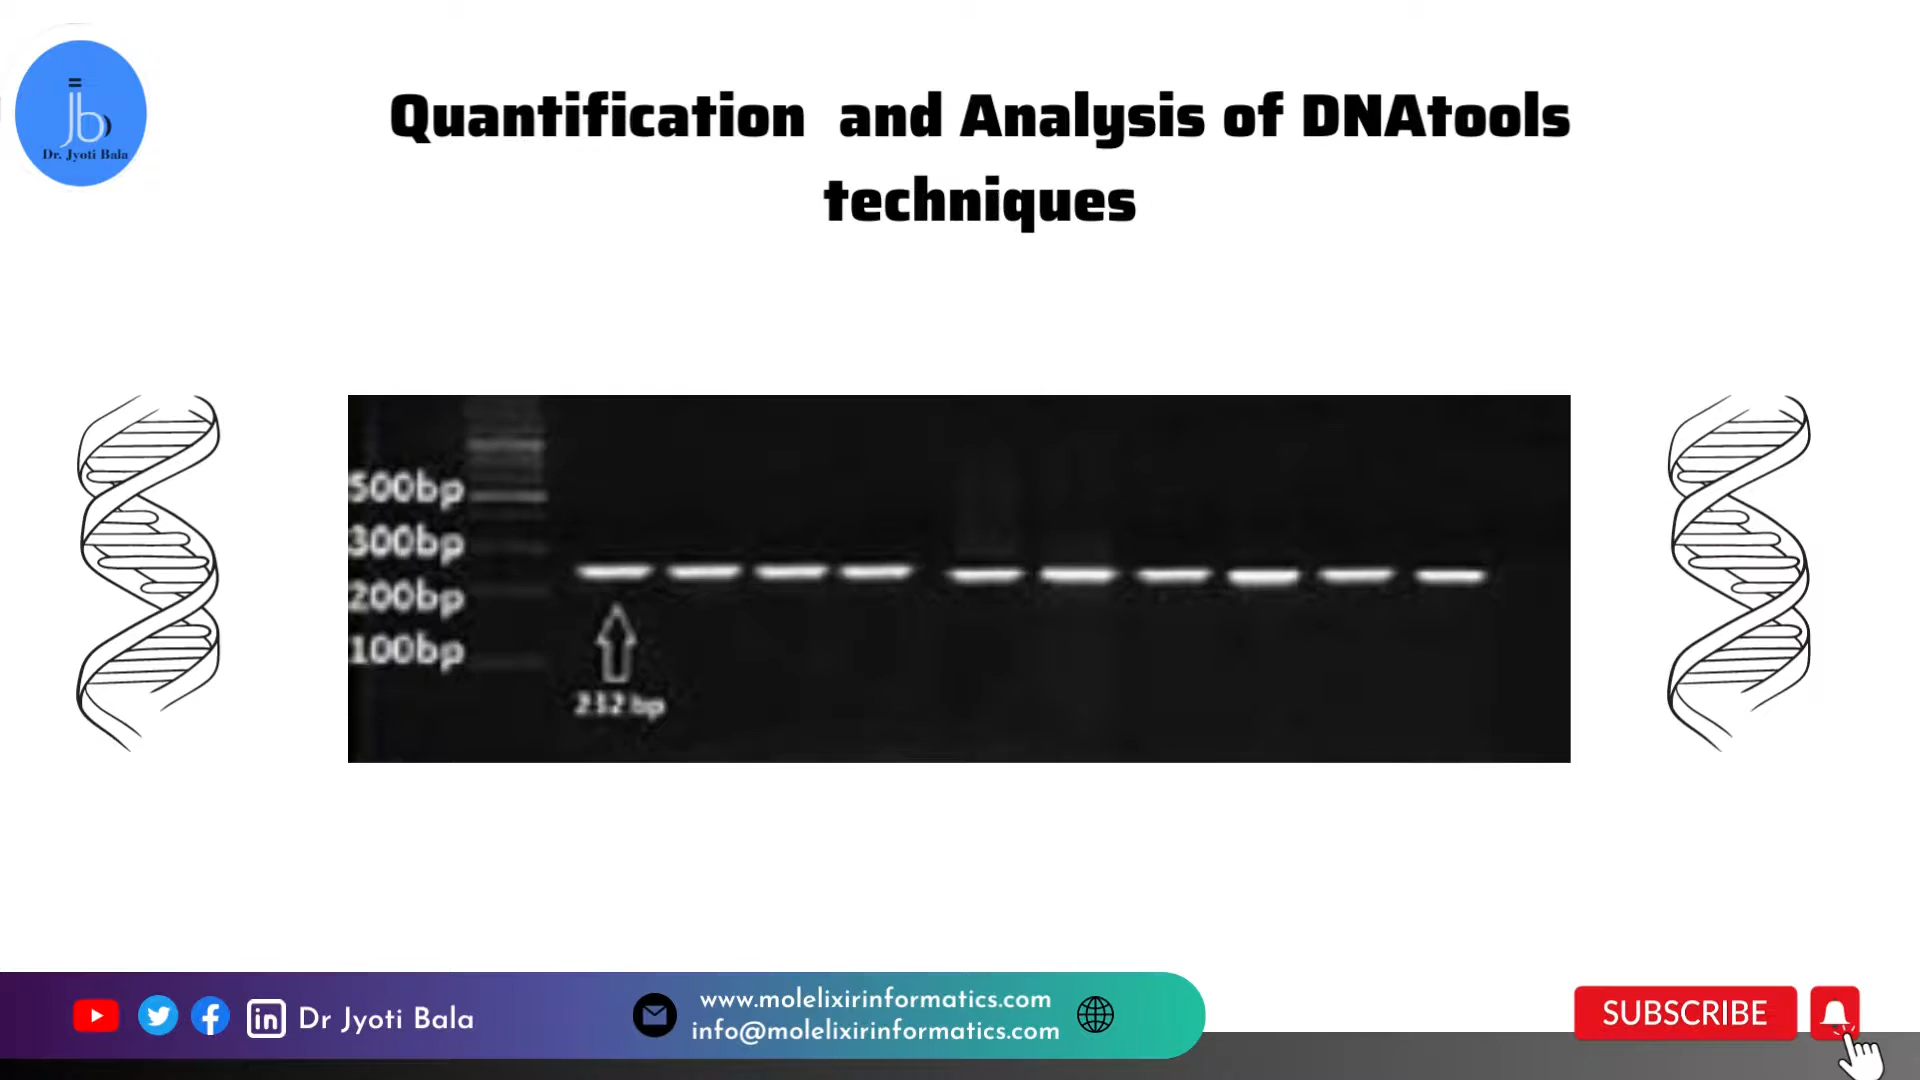 Jb
Dr. Jyoti Bala
Quantification and Analysis of DNAtools
techniques
500bp
300bp
200bp
100bp
212 bp
Dr Jyoti Bala
www.molelixirinformatics.com
info@molelixirinformatics.com
SUBSCRIBE